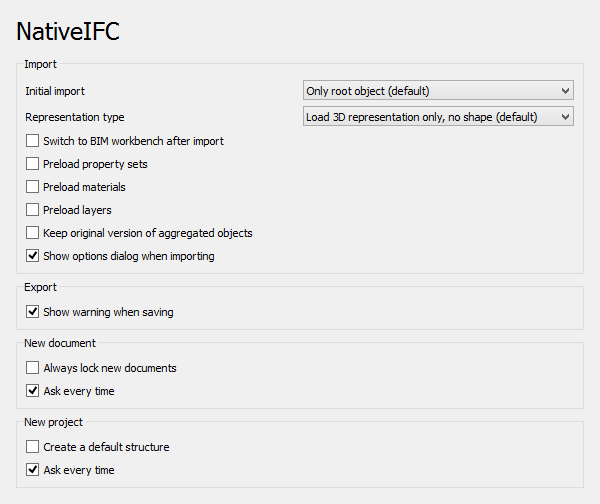 NativeIFC
Import
Initial import Only root object (default)
Representation type Load 3D representation only, no shape (default)
Switch to BIM workbench after import
Preload property sets
Preload materials
Preload layers
Keep original version of aggregated objects
Show options dialog when importing
Export
Show warning when saving
New document
Always lock new documents
Ask every time
New project
Create a default structure
Ask every time